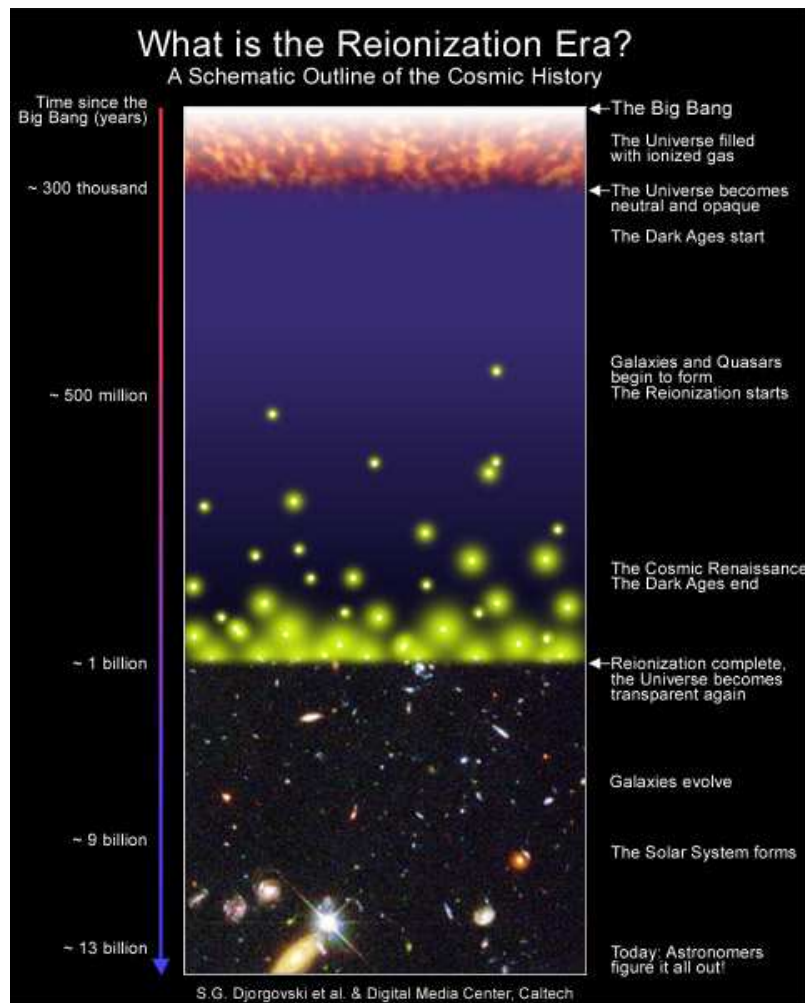 What is the Reionization Era?
A Schematic Outline of the Cosmic History
Time since the
Big Bang (years)
The Big Bang
The Universe filled
with ionized gas
~ 300 thousand
The Universe becomes
neutral and opaque
The Dark Ages start
Galaxies and Quasars
begin to form
~ 500 million
The Reionization starts
The Cosmic Renaissance
The Dark Ages end
~ 1 billion
Reionization complete,
the Universe becomes
transparent again
Galaxies evolve
~ 9 billion
The Solar System forms
~ 13 billion
Today: Astronomers
figure it all out!
S.G. Djorgovski et al. & Digital Media Center, Caltech